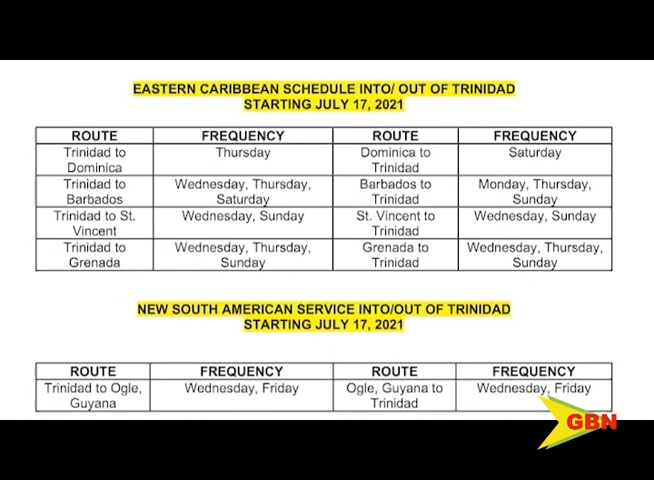 EASTERN CARIBBEAN SCHEDULE INTO/ OUT OF TRINIDAD
STARTING JULY 17, 2021
ROUTE FREQUENCY ROUTE FREQUENCY
Trinidad to Thursday Dominica to Saturday
Dominica Trinidad
Trinidad to Wednesday, Thursday, Barbados to Monday, Thursday,
Barbados Saturday Trinidad Sunday
Trinidad to St. Wednesday, Sunday St. Vincent to Wednesday, Sunday
Vincent Trinidad
Trinidad to Wednesday, Thursday, Grenada to Wednesday, Thursday,
Grenada Sunday Trinidad Sunday
NEW SOUTH AMERICAN SERVICE INTO/OUT OF TRINIDAD
STARTING JULY 17, 2021
ROUTE FREQUENCY ROUTE FREQUENCY
Trinidad to Ogle, Wednesday, Friday Ogle, Guyana to Wednesday, Friday
Guyana Trinidad
GBN